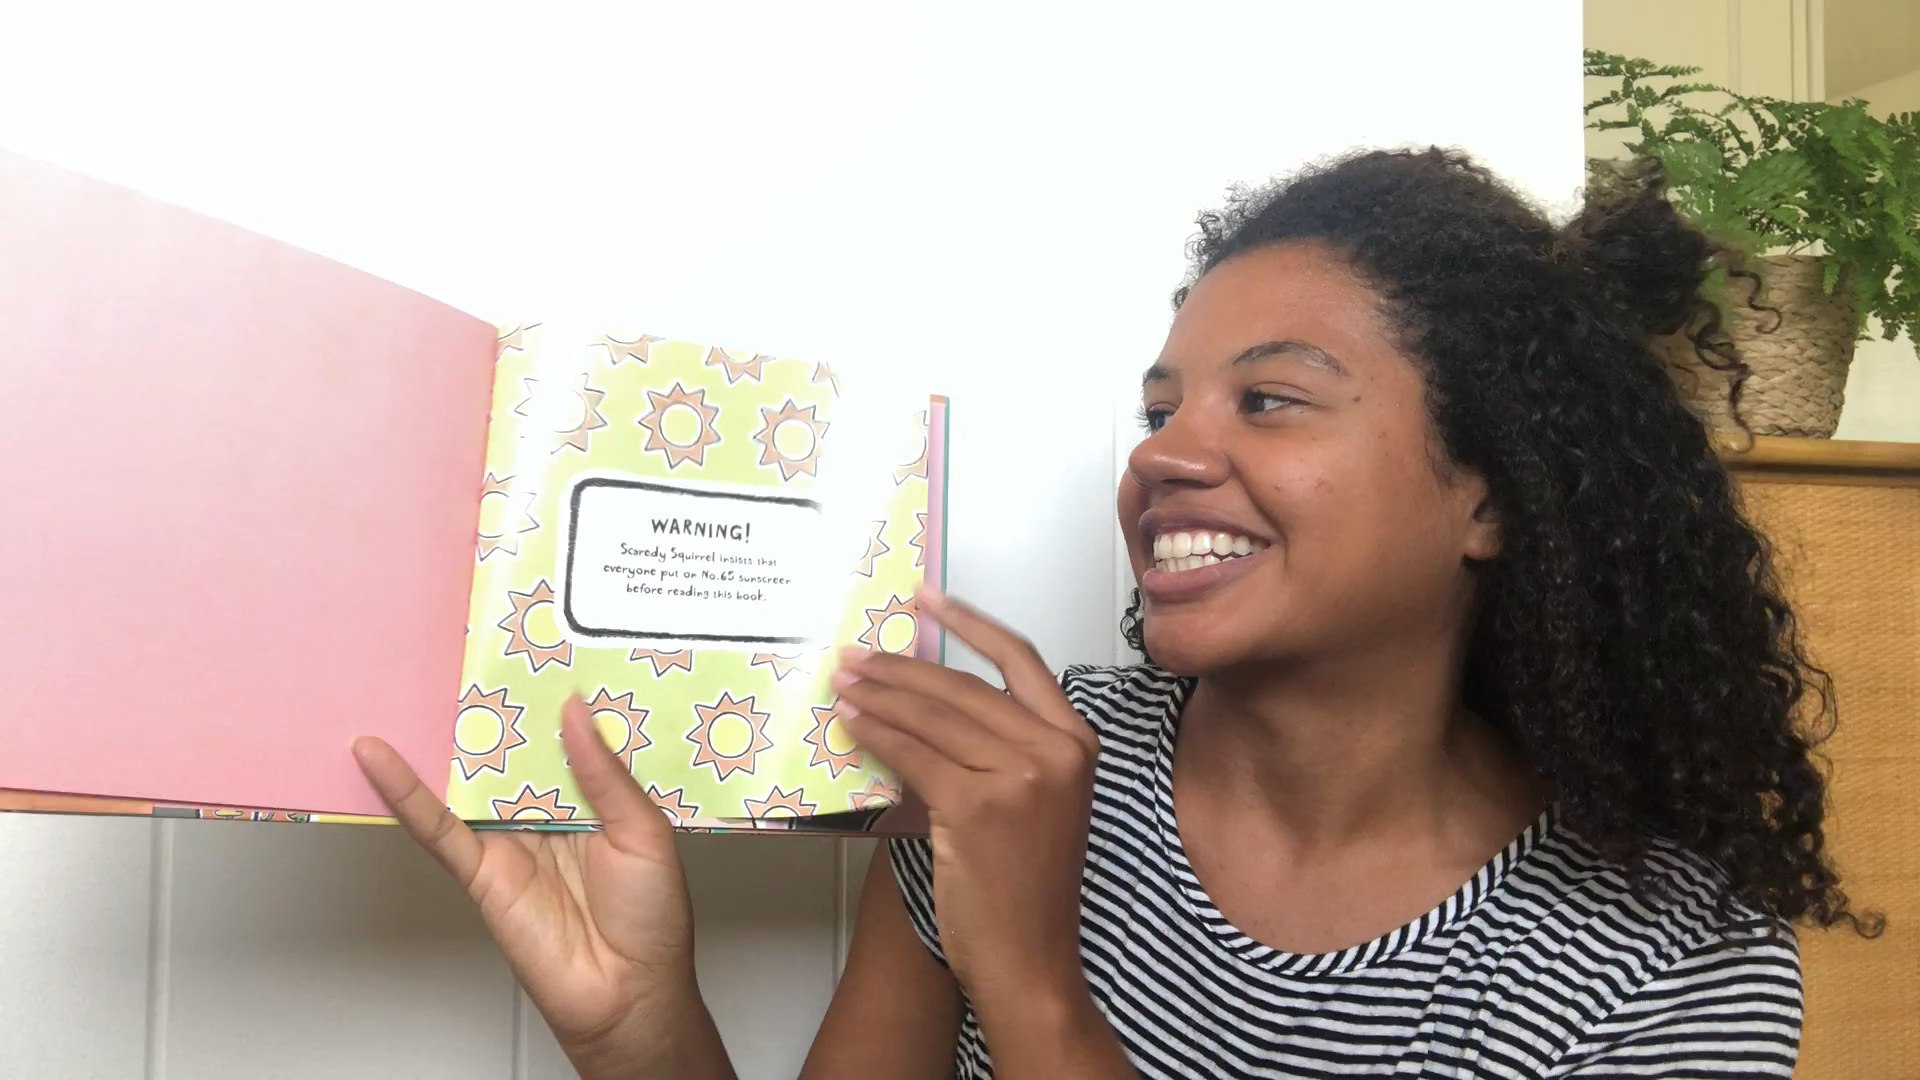 WARNING!
Scaredy Squirrel insists that
everyone put on No.65 sunscreen
before reading this book.